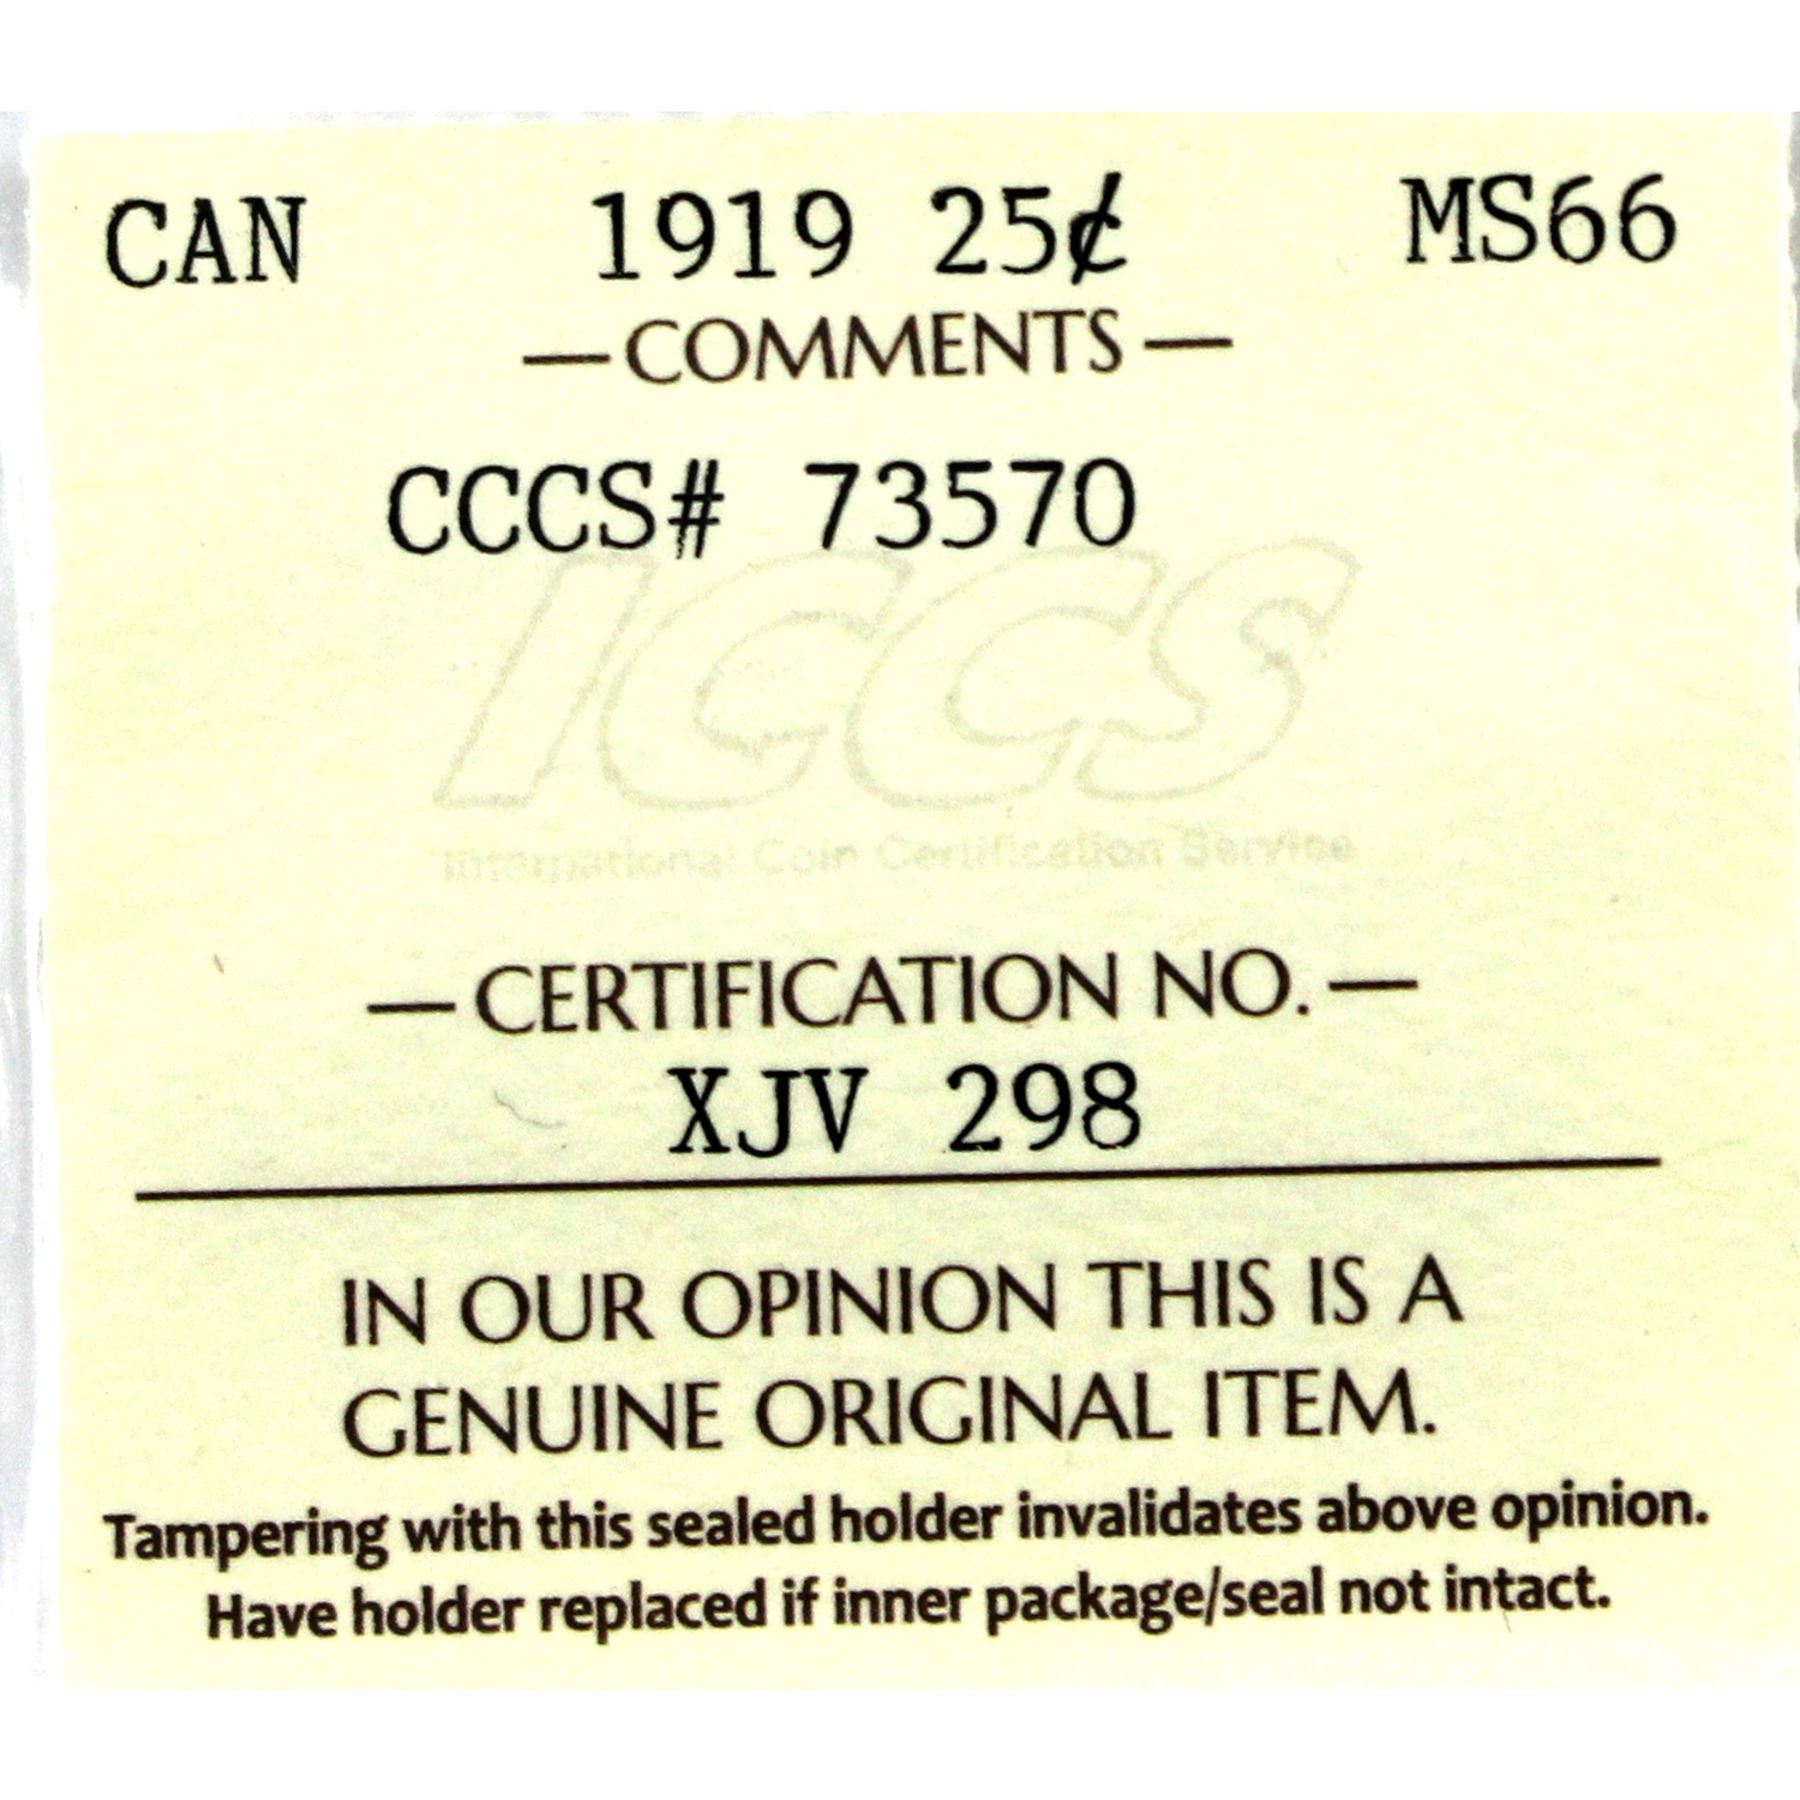 CAN 1919 25¢ MS66
—COMMENTS—
CCCS# 73570
ICCS
International Coin Certification Service
—CERTIFICATION NO.—
XJV 298
IN OUR OPINION THIS IS A
GENUINE ORIGINAL ITEM.
Tampering with this sealed holder invalidates above opinion.
Have holder replaced if inner package/seal not intact.